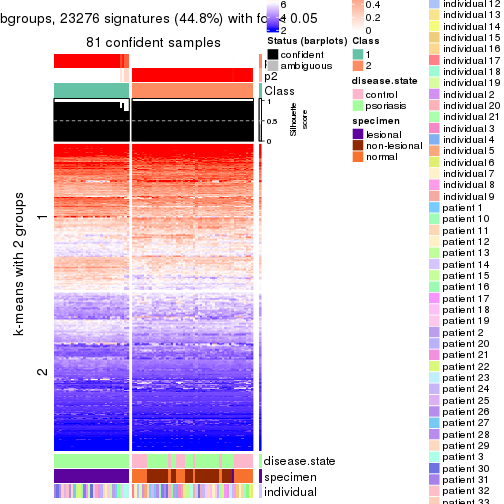 bgroups, 23276 signatures (44.8%) with fd < 0.05
81 confident samples
p2
Class
1
0.5
0
Silhouette
score
k-means with 2 groups
1
2
disease.state
specimen
individual
6
4
2
Status (barplots)
confident
ambiguous
0.4
0.2
0
Class
1
2
disease.state
control
psoriasis
specimen
lesional
non-lesional
normal
individual 12
individual 13
individual 14
individual 15
individual 16
individual 17
individual 18
individual 19
individual 2
individual 20
individual 21
individual 3
individual 4
individual 5
individual 6
individual 7
individual 8
individual 9
patient 1
patient 10
patient 11
patient 12
patient 13
patient 14
patient 15
patient 16
patient 17
patient 18
patient 19
patient 2
patient 20
patient 21
patient 22
patient 23
patient 24
patient 25
patient 26
patient 27
patient 28
patient 29
patient 3
patient 30
patient 31
patient 32
patient 33